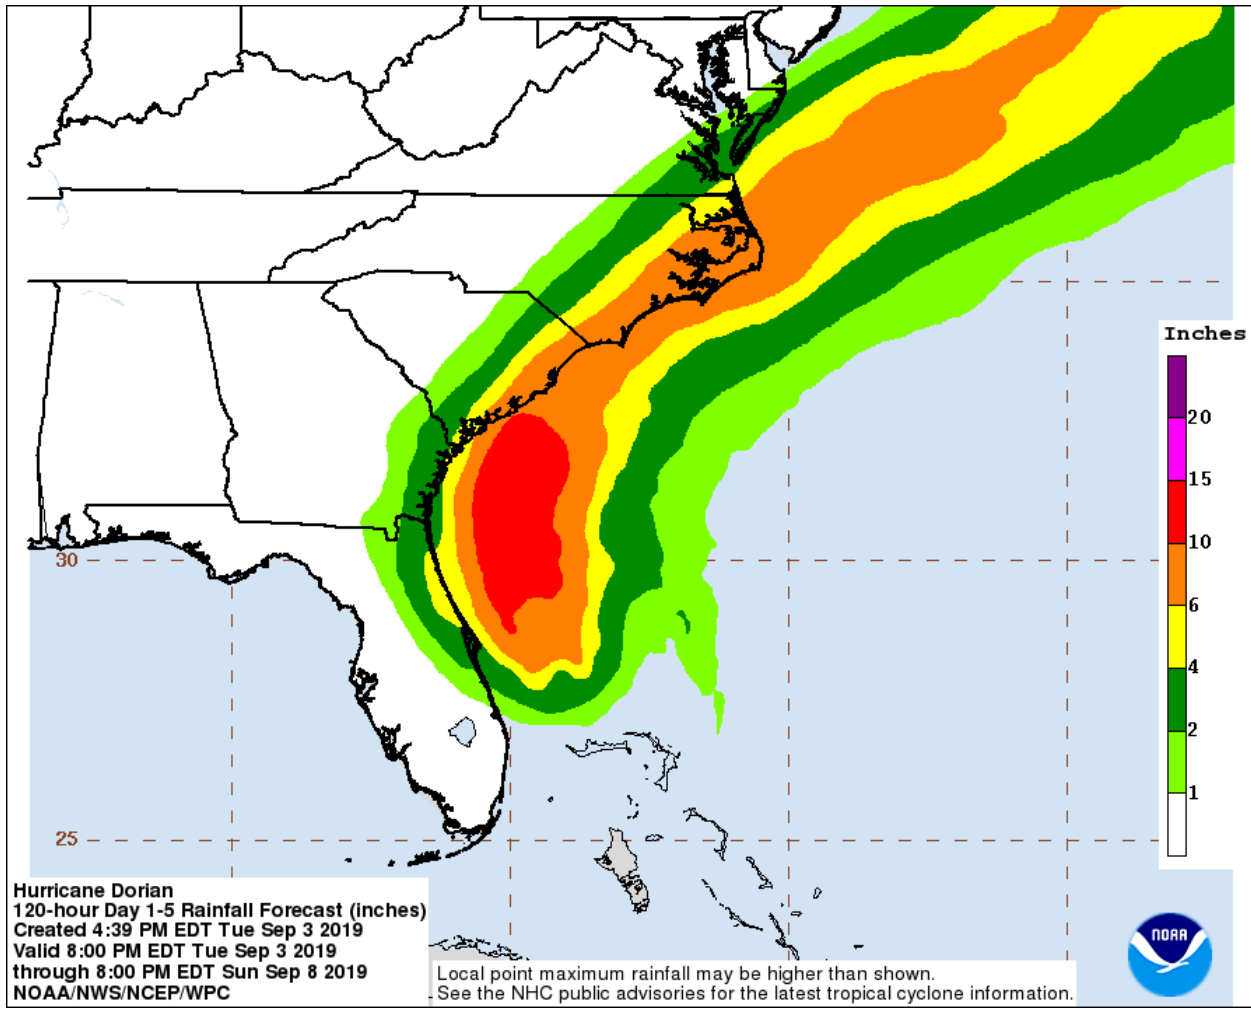 Inches
20
15
10
6
4
2
1
30
25
Hurricane Dorian
120-hour Day 1-5 Rainfall Forecast (inches)
Created 4:39 PM EDT Tue Sep 3 2019
Valid 8:00 PM EDT Tue Sep 3 2019
through 8:00 PM EDT Sun Sep 8 2019
NOAA/NWS/NCEP/WPC
Local point maximum rainfall may be higher than shown.
See the NHC public advisories for the latest tropical cyclone information.
NOAA